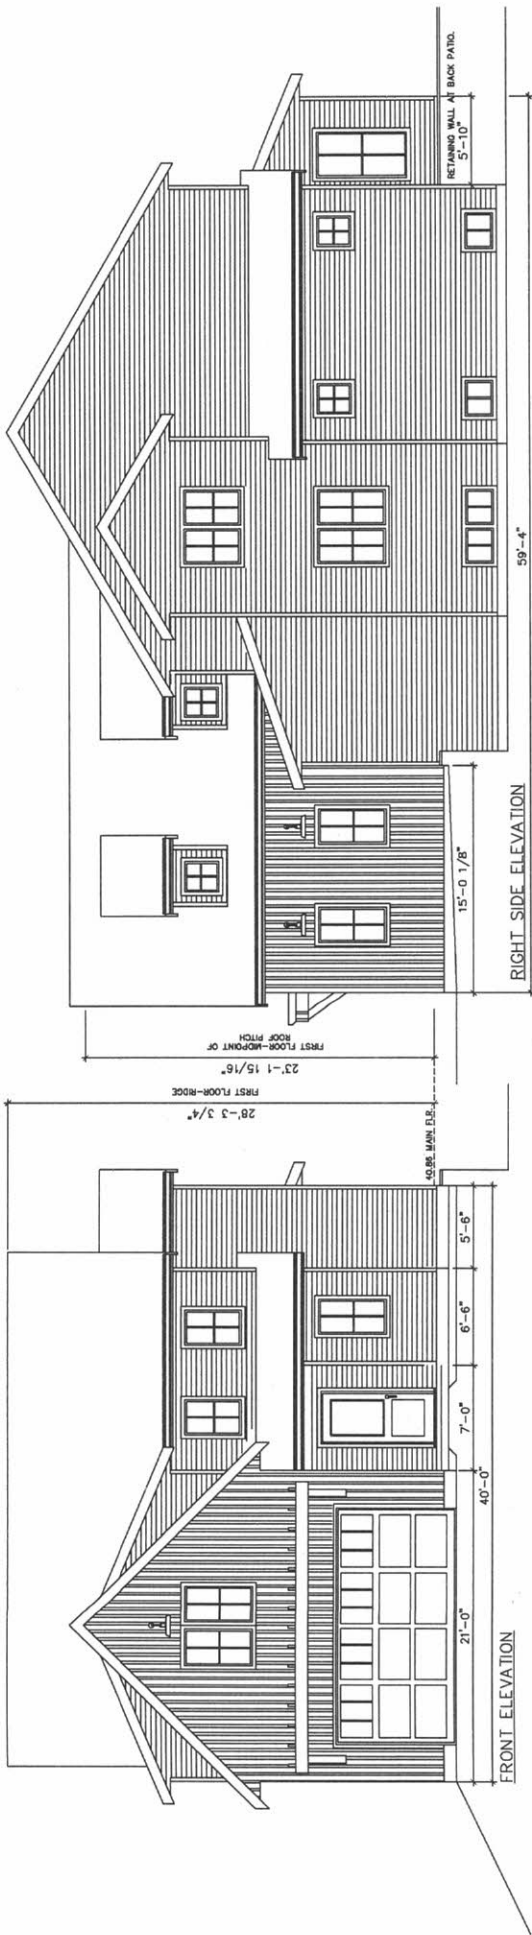 FIRST FLOOR-RIDGE
28'-3 3/4"
FIRST FLOOR-MIDPOINT OF
ROOF PITCH
23'-1 15/16"
40.86 MAIN FLR.
21'-0"
7'-0"
6'-6"
5'-6"
40'-0"
FRONT ELEVATION
15'-0 1/8"
RETAINING WALL AT BACK PATIO.
5'-10"
59'-4"
RIGHT SIDE ELEVATION